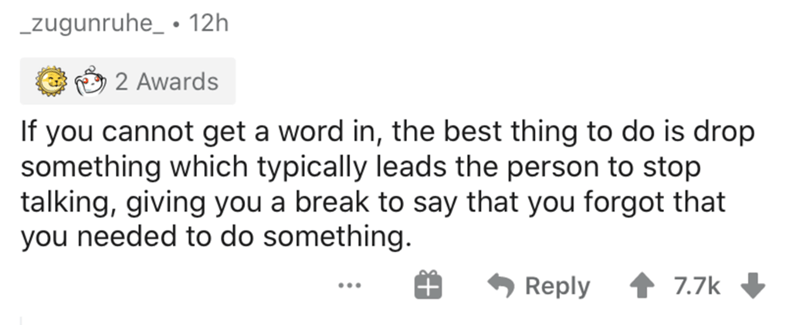 _zugunruhe_ • 12h
2 Awards
If you cannot get a word in, the best thing to do is drop
something which typically leads the person to stop
talking, giving you a break to say that you forgot that
you needed to do something.
... Reply 7.7k